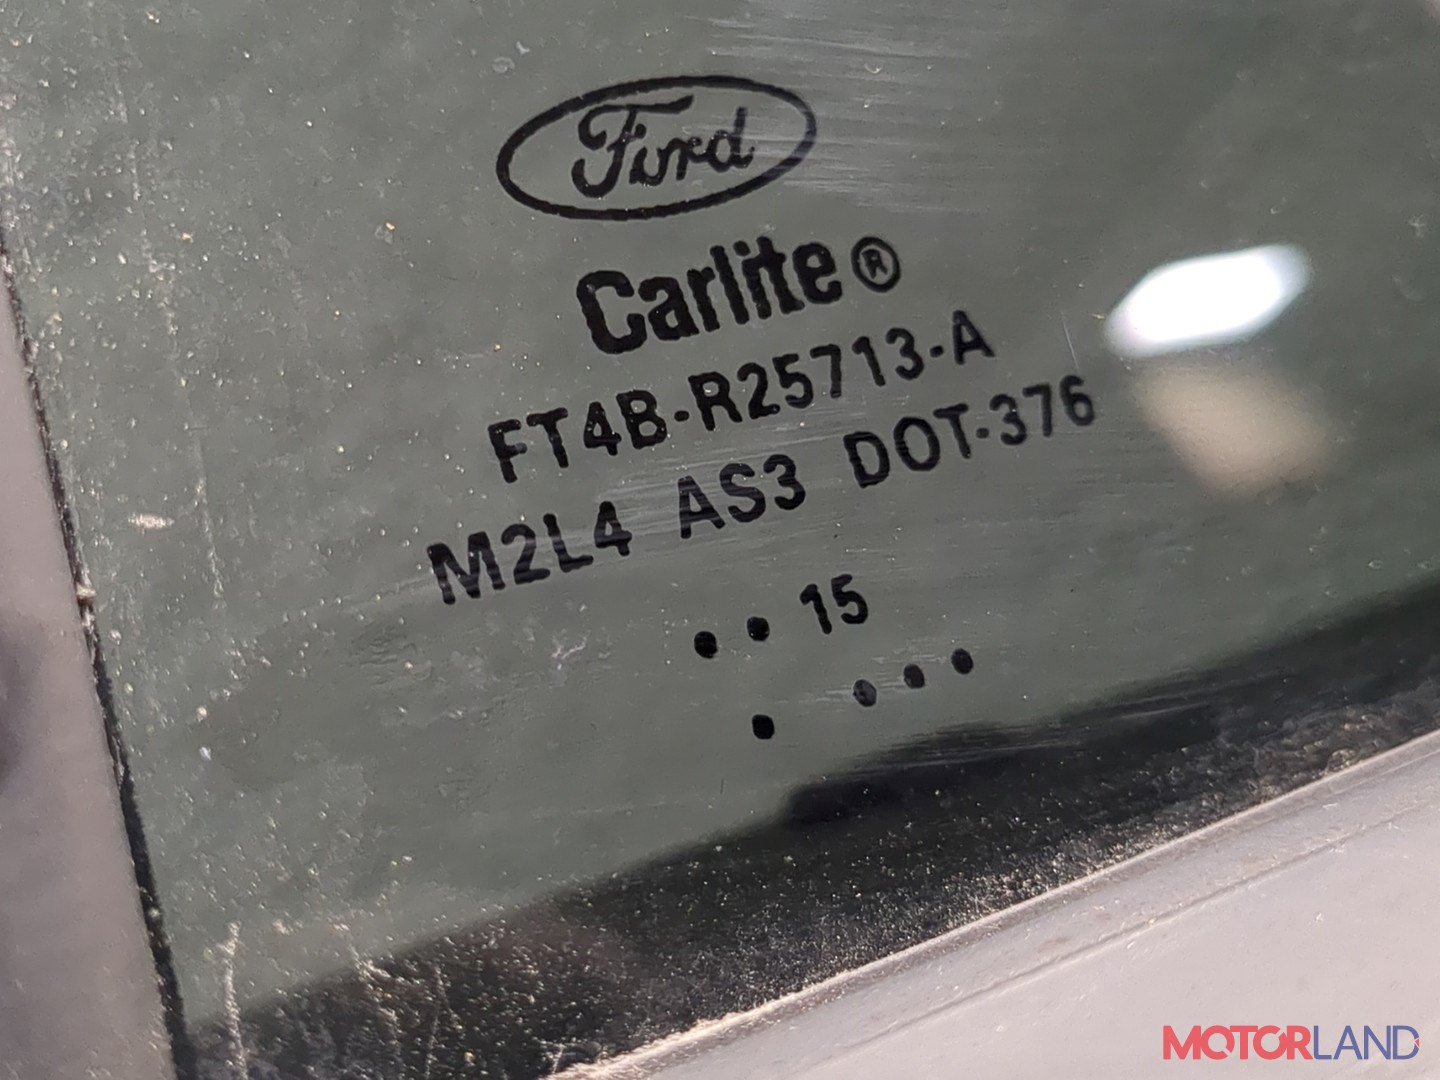 Ford
Carlite®
FT4B-R25713-A
M2L4 AS3 DOT-376
•• 15
• •••
MOTORLAND